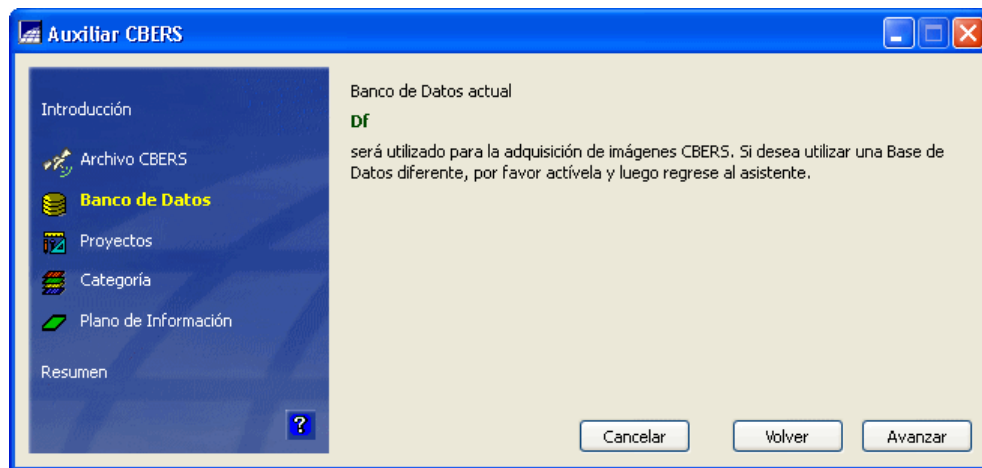 Auxiliar CBERS
Introducción
Archivo CBERS
Banco de Datos
Proyectos
Categoría
Plano de Información
Resumen
?
Banco de Datos actual
Df
será utilizado para la adquisición de imágenes CBERS. Si desea utilizar una Base de
Datos diferente, por favor actívela y luego regrese al asistente.
Cancelar
Volver
Avanzar